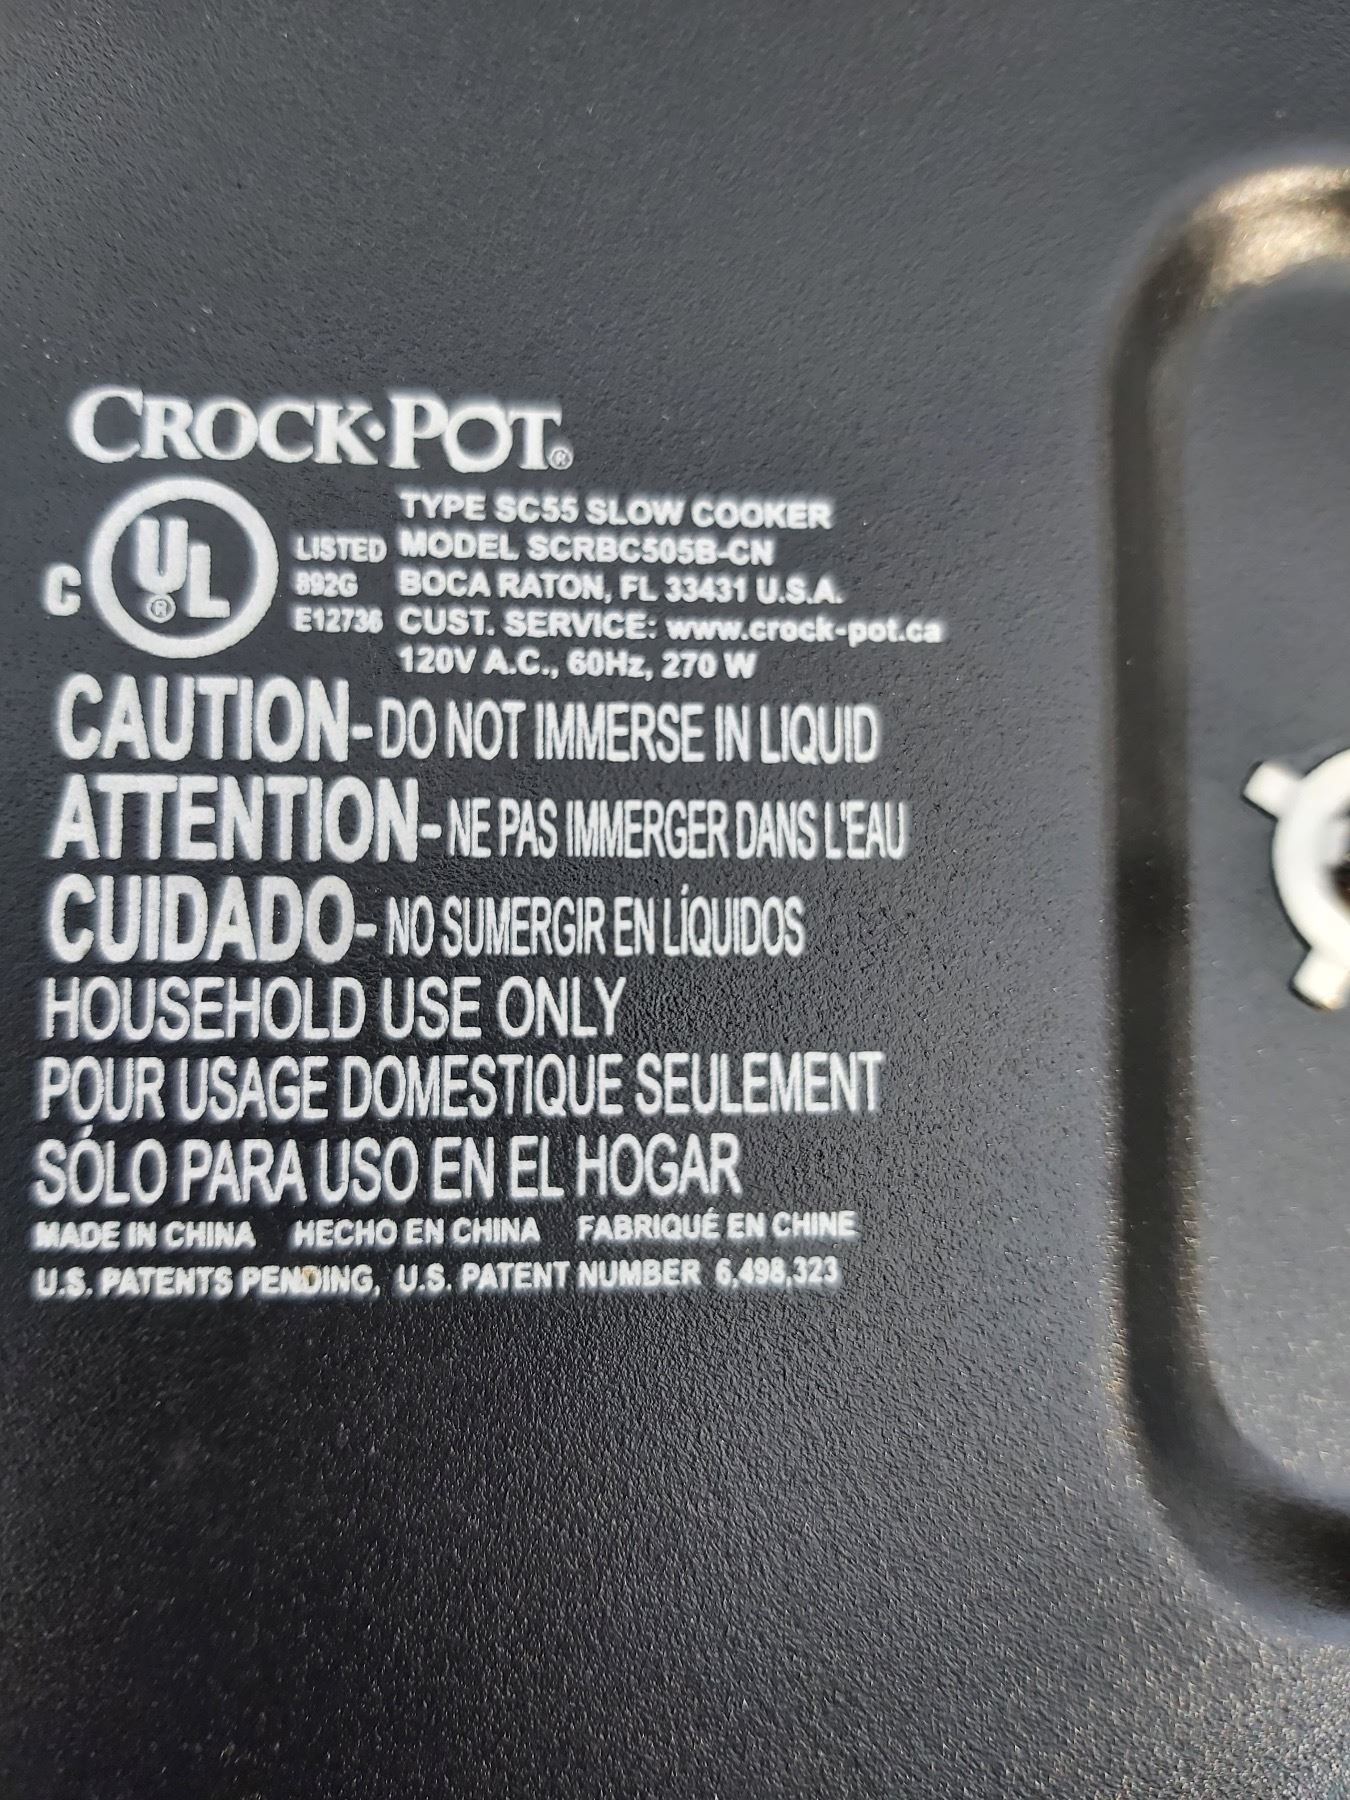 CROCK·POT®
C UL® LISTED 892G E12736
TYPE SC55 SLOW COOKER
MODEL SCRBC505B-CN
BOCA RATON, FL 33431 U.S.A.
CUST. SERVICE: www.crock-pot.ca
120V A.C., 60Hz, 270 W
CAUTION-DO NOT IMMERSE IN LIQUID
ATTENTION-NE PAS IMMERGER DANS L'EAU
CUIDADO-NO SUMERGIR EN LÍQUIDOS
HOUSEHOLD USE ONLY
POUR USAGE DOMESTIQUE SEULEMENT
SÓLO PARA USO EN EL HOGAR
MADE IN CHINA HECHO EN CHINA FABRIQUÉ EN CHINE
U.S. PATENTS PENDING, U.S. PATENT NUMBER 6,498,323